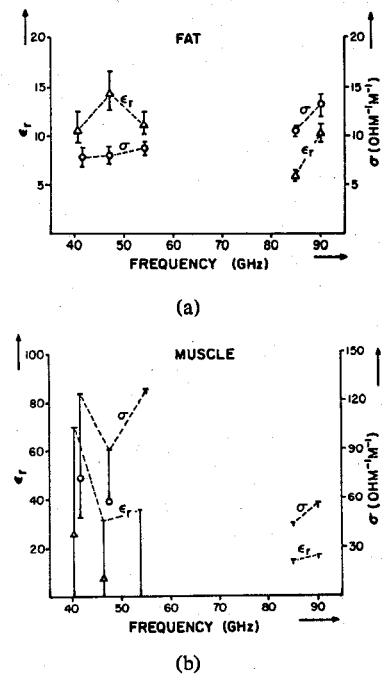 FAT
20
15
10
5
εr
εr
σ
σ
εr
20
15
10
5
σ (OHM⁻¹M⁻¹)
40 50 60 70 80 90
FREQUENCY (GHz)
(a)
MUSCLE
100
80
60
40
20
εr
σ
εr
σ
εr
150
120
90
60
30
σ (OHM⁻¹M⁻¹)
40 50 60 70 80 90
FREQUENCY (GHz)
(b)